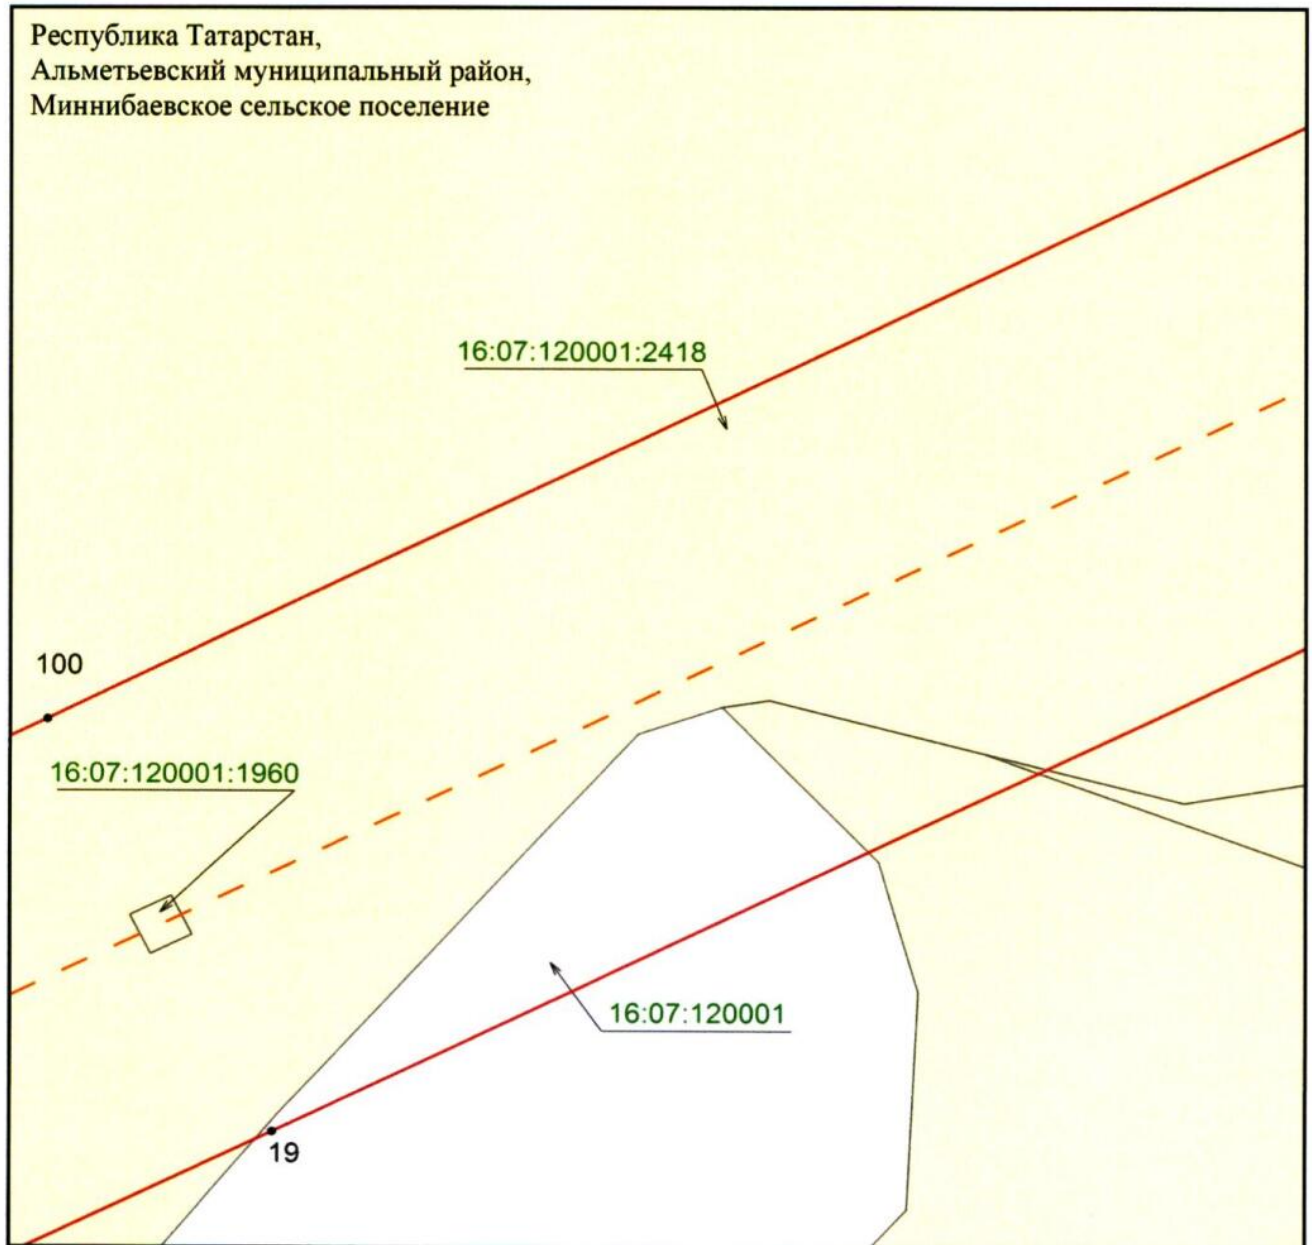 Республика Татарстан,
Альметьевский муниципальный район,
Миннибаевское сельское поселение
16:07:120001:2418
100
16:07:120001:1960
16:07:120001
19